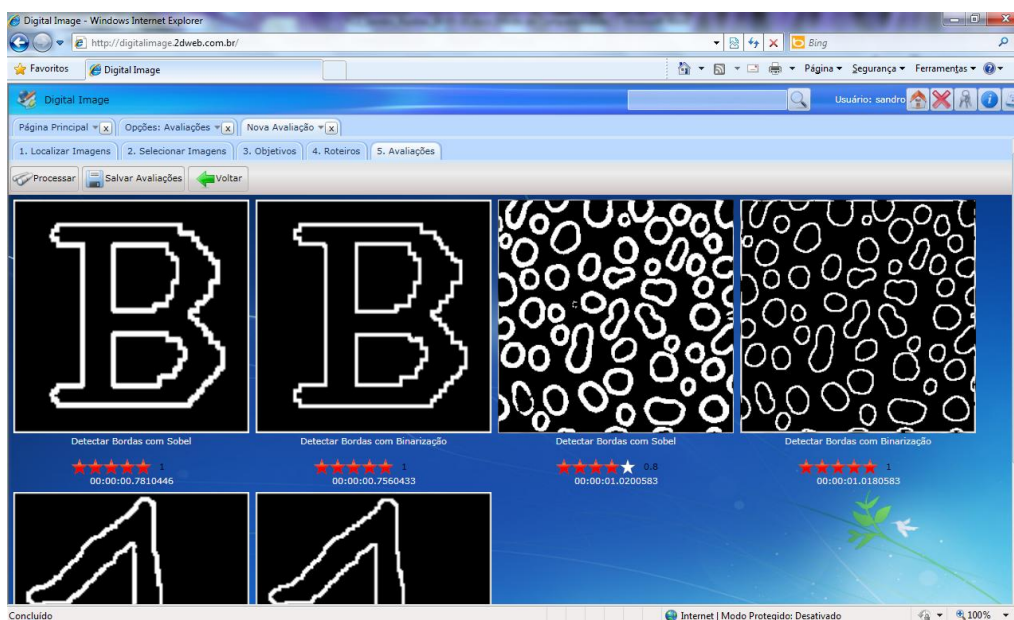 Digital Image - Windows Internet Explorer
http://digitalimage.2dweb.com.br/
Bing
Favoritos
Digital Image
Página
Segurança
Ferramentas
Digital Image
Usuário: sandro
Página Principal x
Opções: Avaliações x
Nova Avaliação x
1. Localizar Imagens
2. Selecionar Imagens
3. Objetivos
4. Roteiros
5. Avaliações
Processar
Salvar Avaliações
Voltar
B B
Detectar Bordas com Sobel
Detectar Bordas com Binarização
Detectar Bordas com Sobel
Detectar Bordas com Binarização
1
1
0.8
1
00:00:00.7810446
00:00:00.7560433
00:00:01.0200583
00:00:01.0180583
Concluído
Internet | Modo Protegido: Desativado
100%